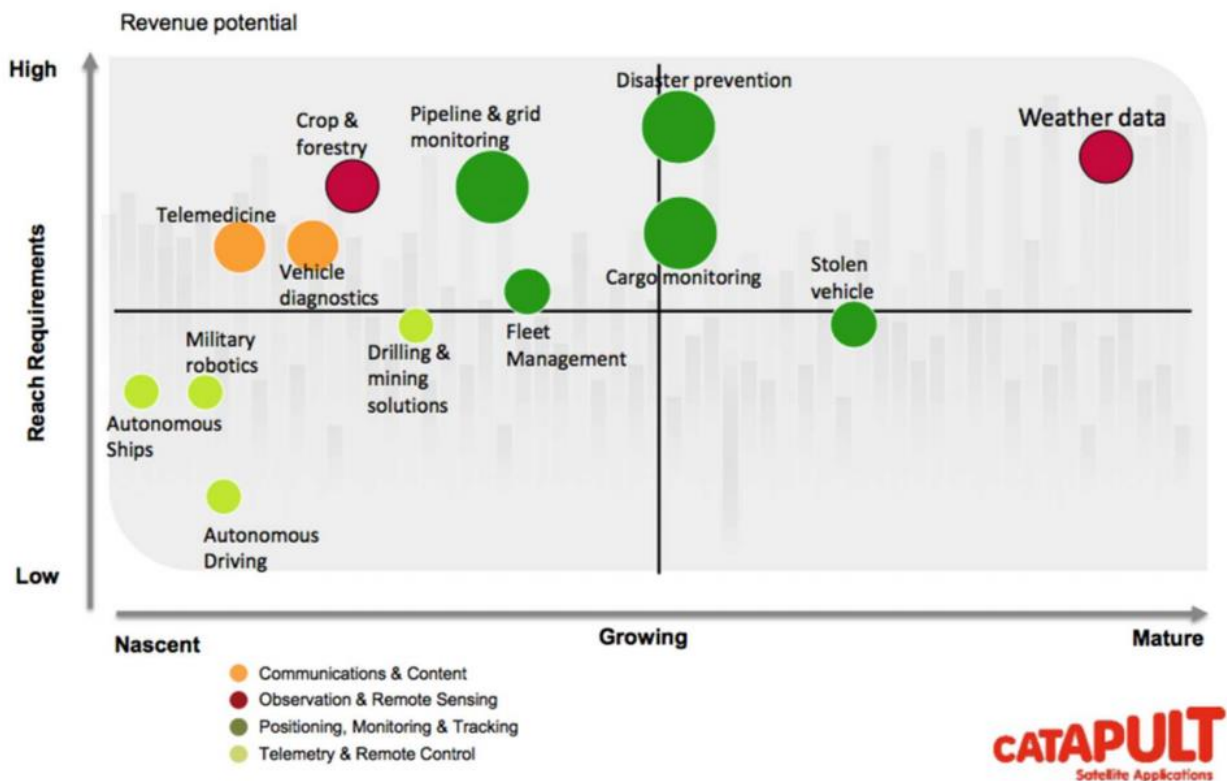 Revenue potential
High
Disaster prevention
Crop &
forestry
Pipeline & grid
monitoring
Weather data
Telemedicine
Vehicle
diagnostics
Cargo monitoring
Stolen
vehicle
Reach Requirements
Military
robotics
Drilling &
mining
solutions
Fleet
Management
Autonomous
Ships
Autonomous
Driving
Low
Nascent
Growing
Mature
Communications & Content
Observation & Remote Sensing
Positioning, Monitoring & Tracking
Telemetry & Remote Control
CATAPULT
Satellite Applications